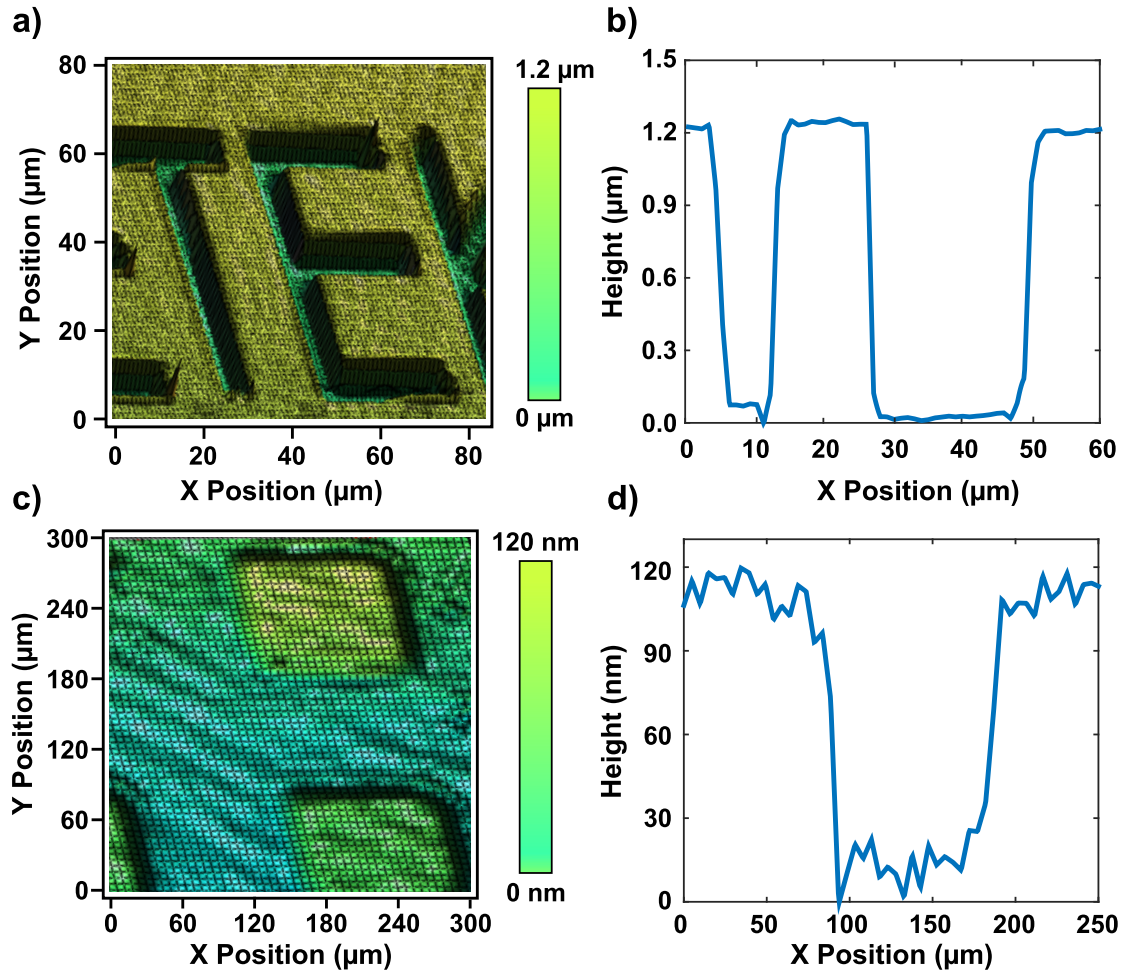 a)
80
60
40
20
0
Y Position (µm)
0 20 40 60 80
X Position (µm)
1.2 µm
0 µm
TE
b)
1.5
1.2
0.9
0.6
0.3
0.0
Height (µm)
0 10 20 30 40 50 60
X Position (µm)
c)
300
240
180
120
60
0
Y Position (µm)
0 60 120 180 240 300
X Position (µm)
120 nm
0 nm
d)
120
90
60
30
0
Height (nm)
0 50 100 150 200 250
X Position (µm)